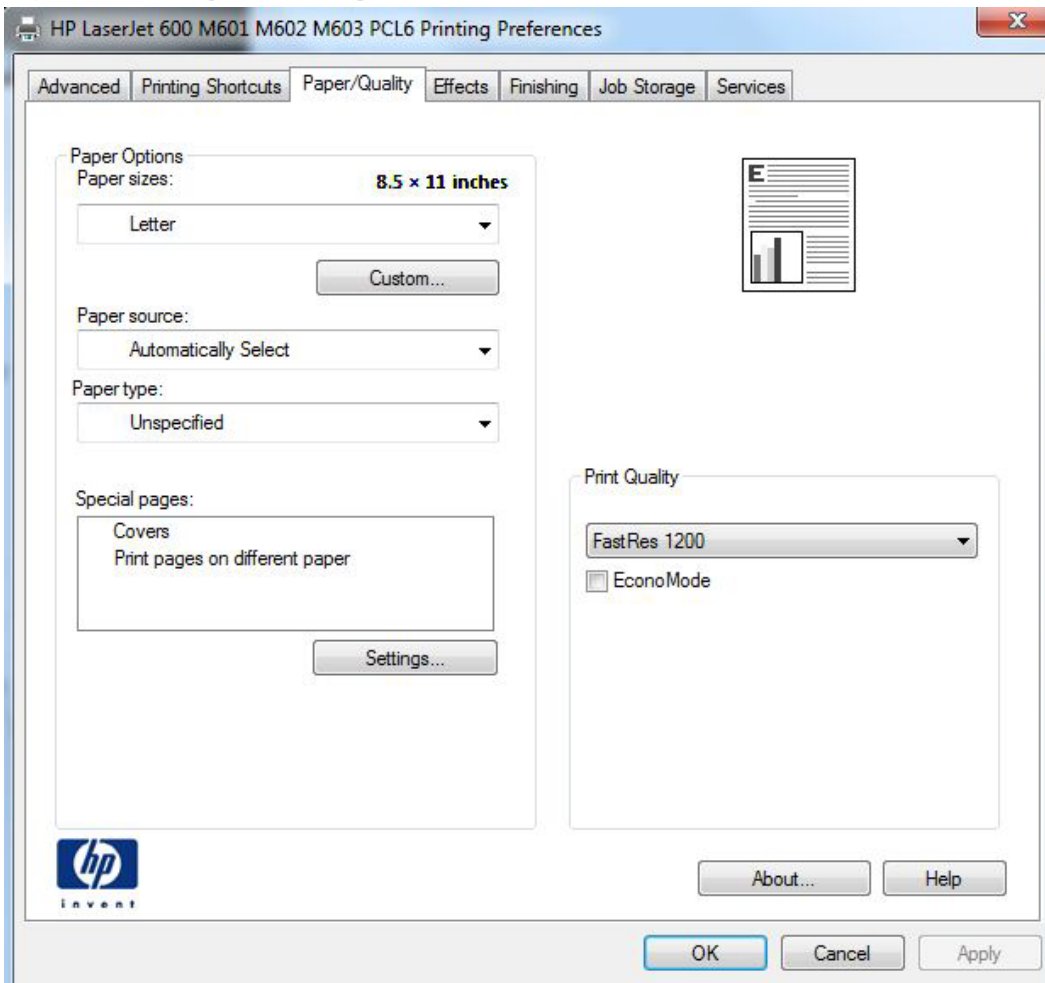 HP LaserJet 600 M601 M602 M603 PCL6 Printing Preferences
Advanced Printing Shortcuts Paper/Quality Effects Finishing Job Storage Services
Paper Options
Paper sizes: 8.5 × 11 inches
Letter
Custom...
Paper source:
Automatically Select
Paper type:
Unspecified
Special pages:
Covers
Print pages on different paper
Settings...
E
Print Quality
FastRes 1200
EconoMode
hp
invent
About... Help
OK Cancel Apply